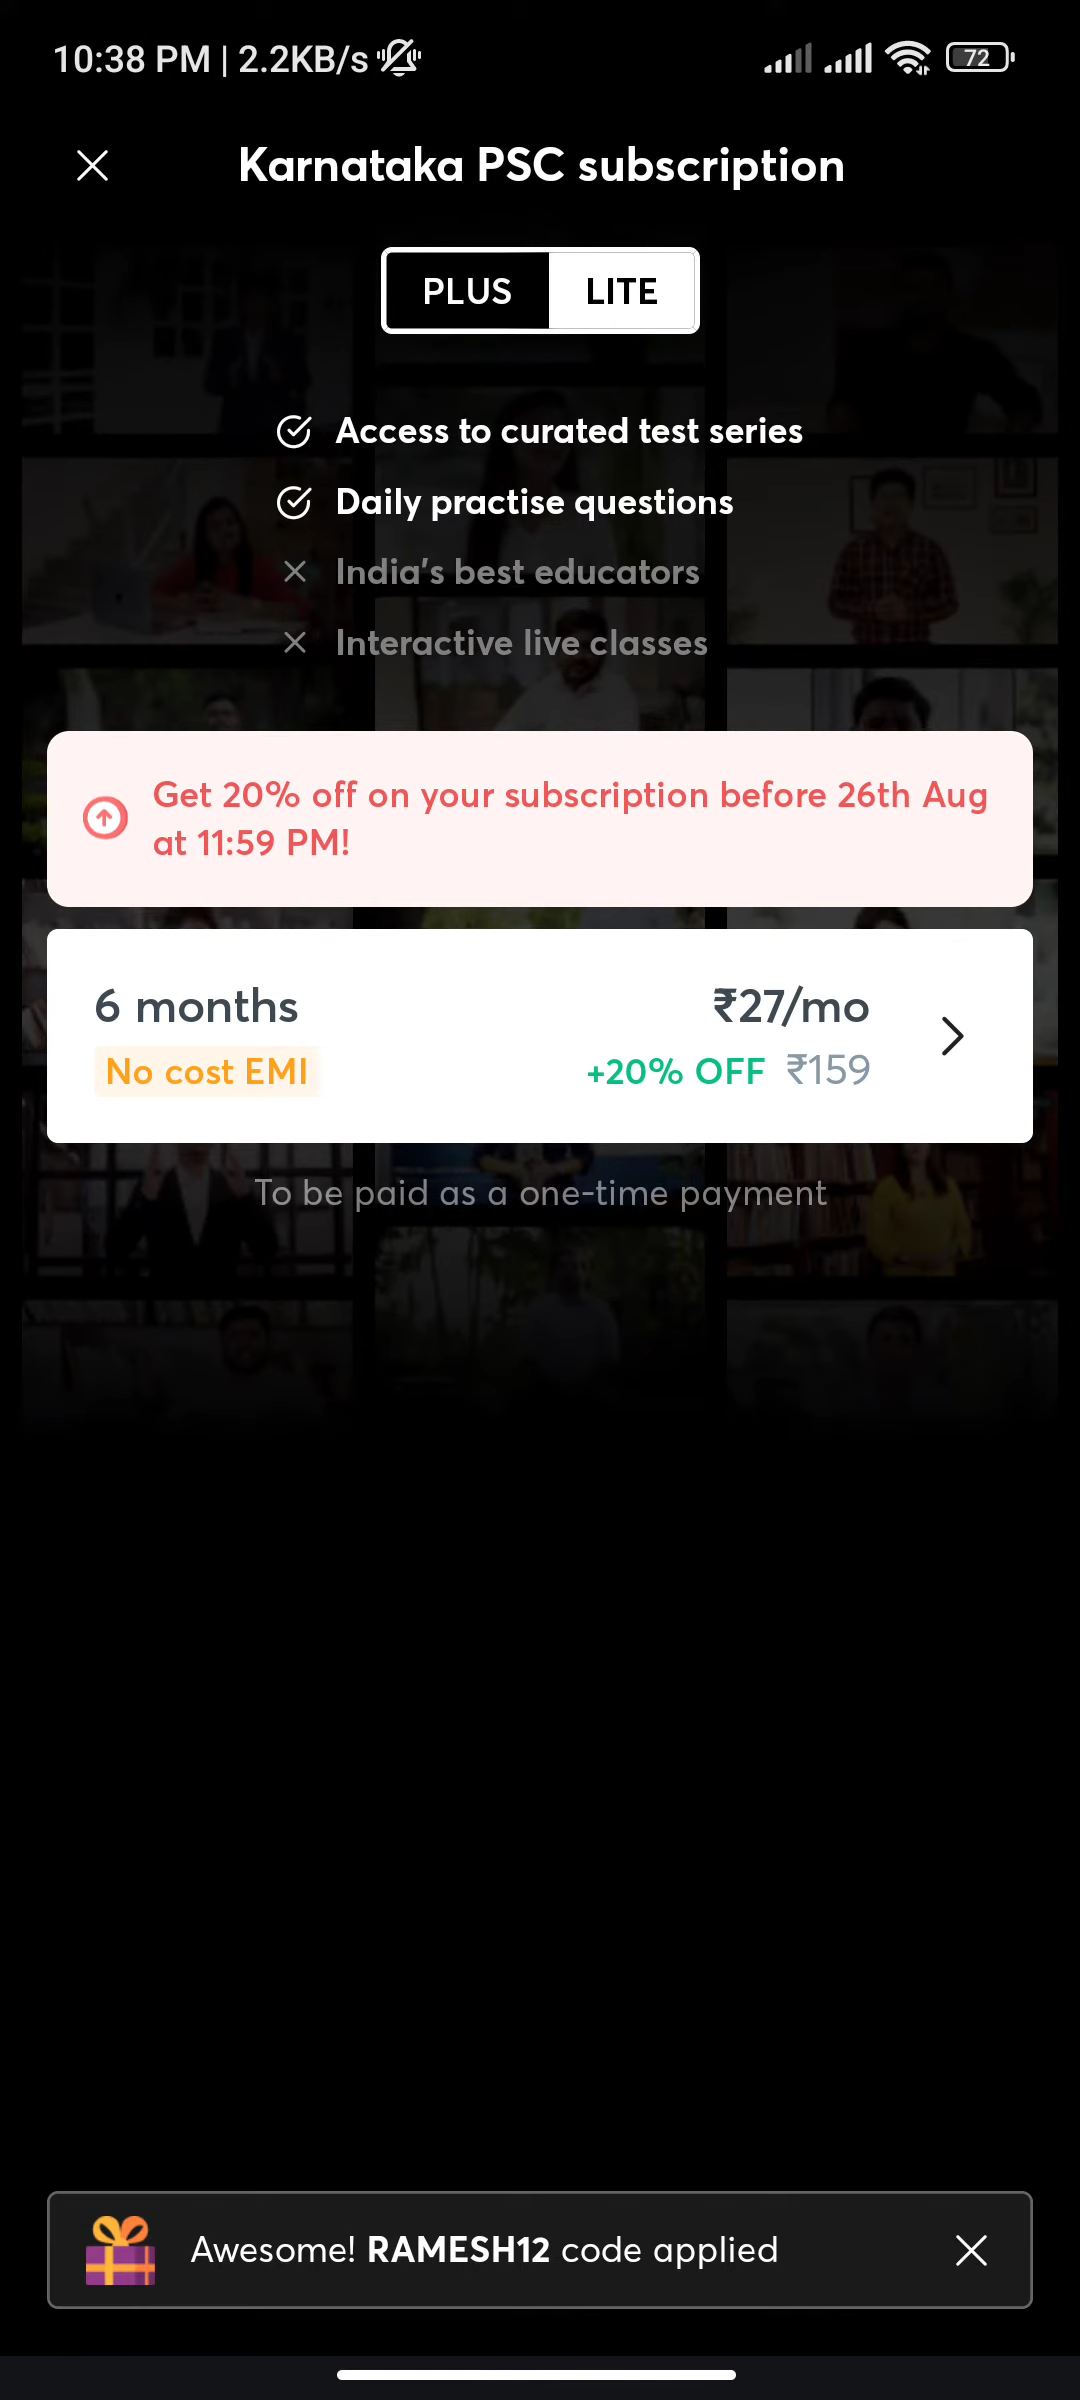 10:38 PM | 2.2KB/s
72
Karnataka PSC subscription
PLUS LITE
Access to curated test series
Daily practise questions
India's best educators
Interactive live classes
Get 20% off on your subscription before 26th Aug
at 11:59 PM!
6 months ₹27/mo
No cost EMI +20% OFF ₹159
To be paid as a one-time payment
Awesome! RAMESH12 code applied